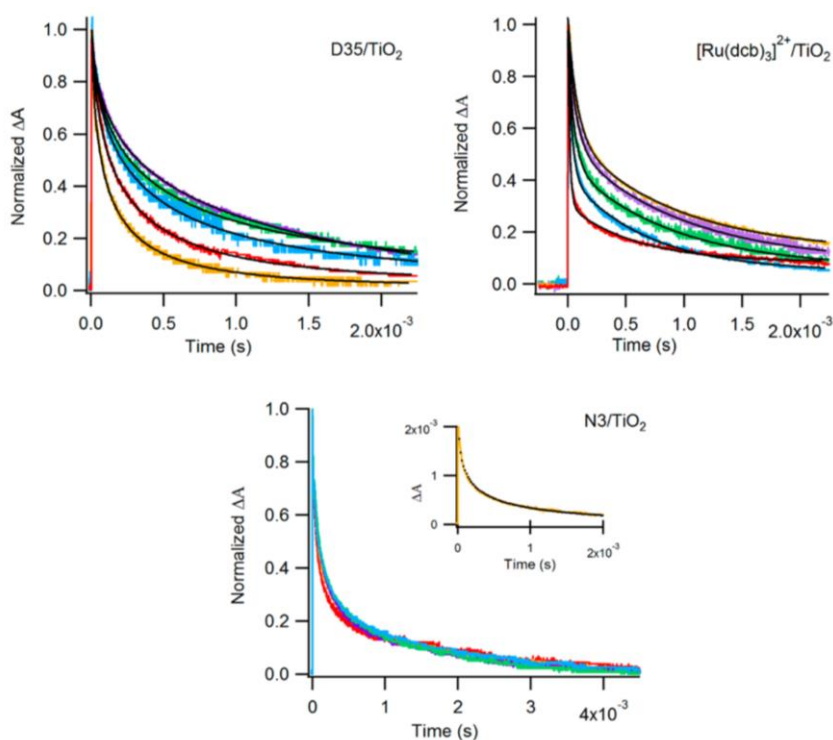 D35/TiO₂
Normalized ΔA
1.0
0.8
0.6
0.4
0.2
0.0
0.0 0.5 1.0 1.5 2.0x10⁻³
Time (s)
[Ru(dcb)₃]²⁺/TiO₂
Normalized ΔA
1.0
0.8
0.6
0.4
0.2
0.0
0.0 0.5 1.0 1.5 2.0x10⁻³
Time (s)
N3/TiO₂
Normalized ΔA
1.0
0.8
0.6
0.4
0.2
0.0
0 1 2 3 4x10⁻³
Time (s)
2x10⁻³
1
0
ΔA
0 1 2x10⁻³
Time (s)